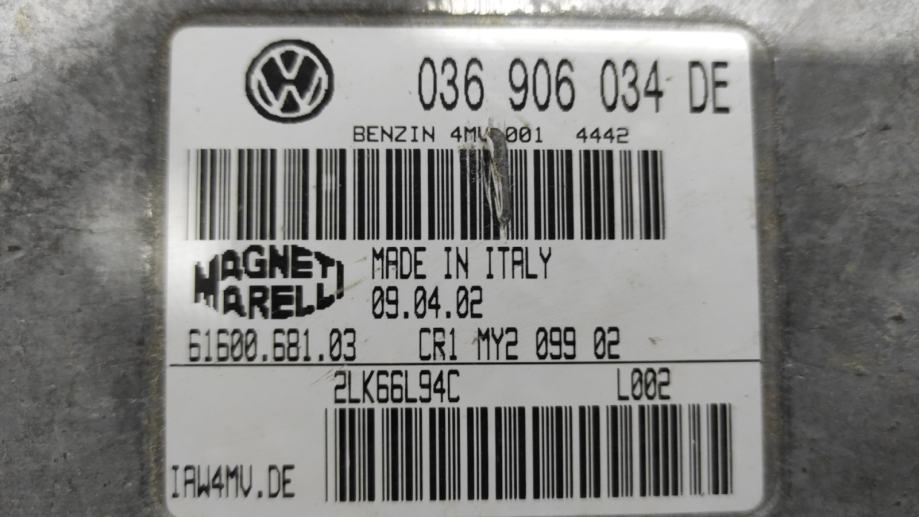 036 906 034 DE
BENZIN 4MV 001 4442
MAGNETI MARELLI
MADE IN ITALY
09.04.02
61600.681.03 CR1 MY2 099 02
2LK66L94C L002
IAW4MV.DE